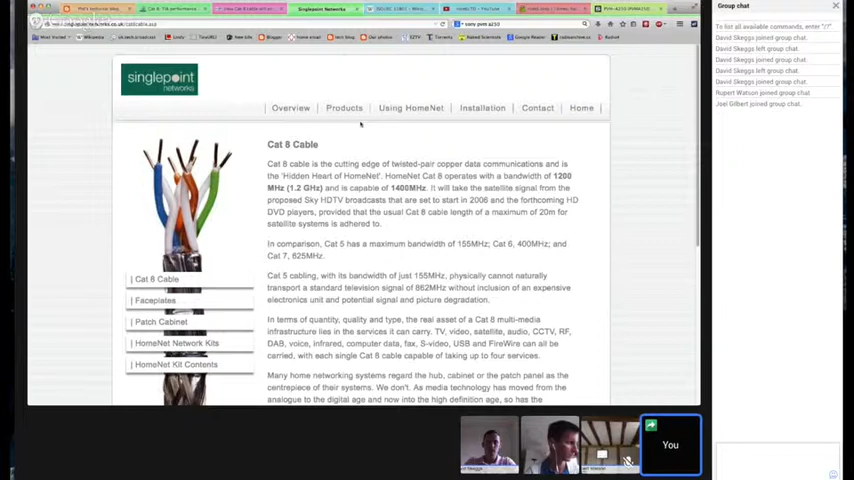 Group chat
Singlepoint Networks
To list all available commands, enter "/?"
David Skeggs joined group chat.
David Skeggs left group chat.
David Skeggs joined group chat.
David Skeggs left group chat.
David Skeggs joined group chat.
Rupert Watson joined group chat.
Joel Gilbert joined group chat.
sony pvm a250
singlepoint
networks
Overview | Products | Using HomeNet | Installation | Contact | Home |
Cat 8 Cable
Cat 8 cable is the cutting edge of twisted-pair copper data communications and is
the 'Hidden Heart of HomeNet'. HomeNet Cat 8 operates with a bandwidth of 1200
MHz (1.2 GHz) and is capable of 1400MHz. It will take the satellite signal from the
proposed Sky HDTV broadcasts that are set to start in 2006 and the forthcoming HD
DVD players, provided that the usual Cat 8 cable length of a maximum of 20m for
satellite systems is adhered to.
In comparison, Cat 5 has a maximum bandwidth of 155MHz; Cat 6, 400MHz; and
Cat 7, 625MHz.
Cat 5 cabling, with its bandwidth of just 155MHz, physically cannot naturally
transport a standard television signal of 862MHz without inclusion of an expensive
electronics unit and potential signal and picture degradation.
In terms of quantity, quality and type, the real asset of a Cat 8 multi-media
infrastructure lies in the services it can carry. TV, video, satellite, audio, CCTV, RF,
DAB, voice, infrared, computer data, fax, S-video, USB and FireWire can all be
carried, with each single Cat 8 cable capable of taking up to four services.
Many home networking systems regard the hub, cabinet or the patch panel as the
centrepiece of their systems. We don't. As media technology has moved from the
analogue to the digital age and now into the high definition age, so has the
| Cat 8 Cable
| Faceplates
| Patch Cabinet
| HomeNet Network Kits
| HomeNet Kit Contents
You